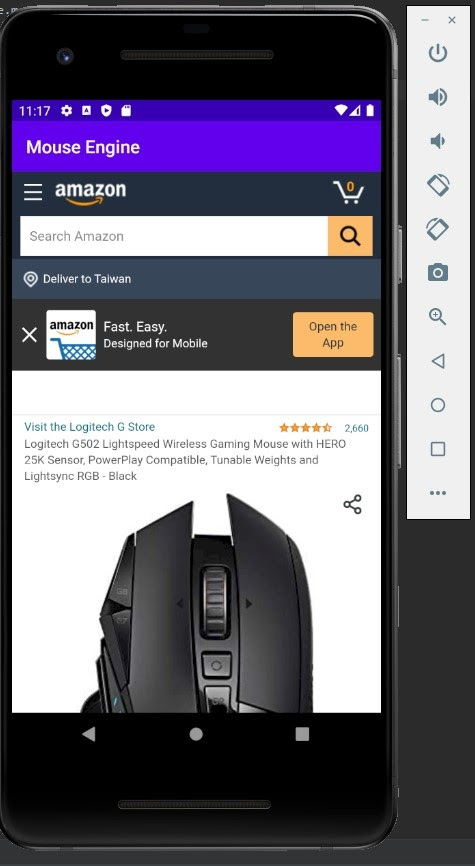 11:17
Mouse Engine
amazon
0
Search Amazon
Deliver to Taiwan
amazon
Fast. Easy.
Designed for Mobile
Open the
App
Visit the Logitech G Store
2,660
Logitech G502 Lightspeed Wireless Gaming Mouse with HERO
25K Sensor, PowerPlay Compatible, Tunable Weights and
Lightsync RGB - Black